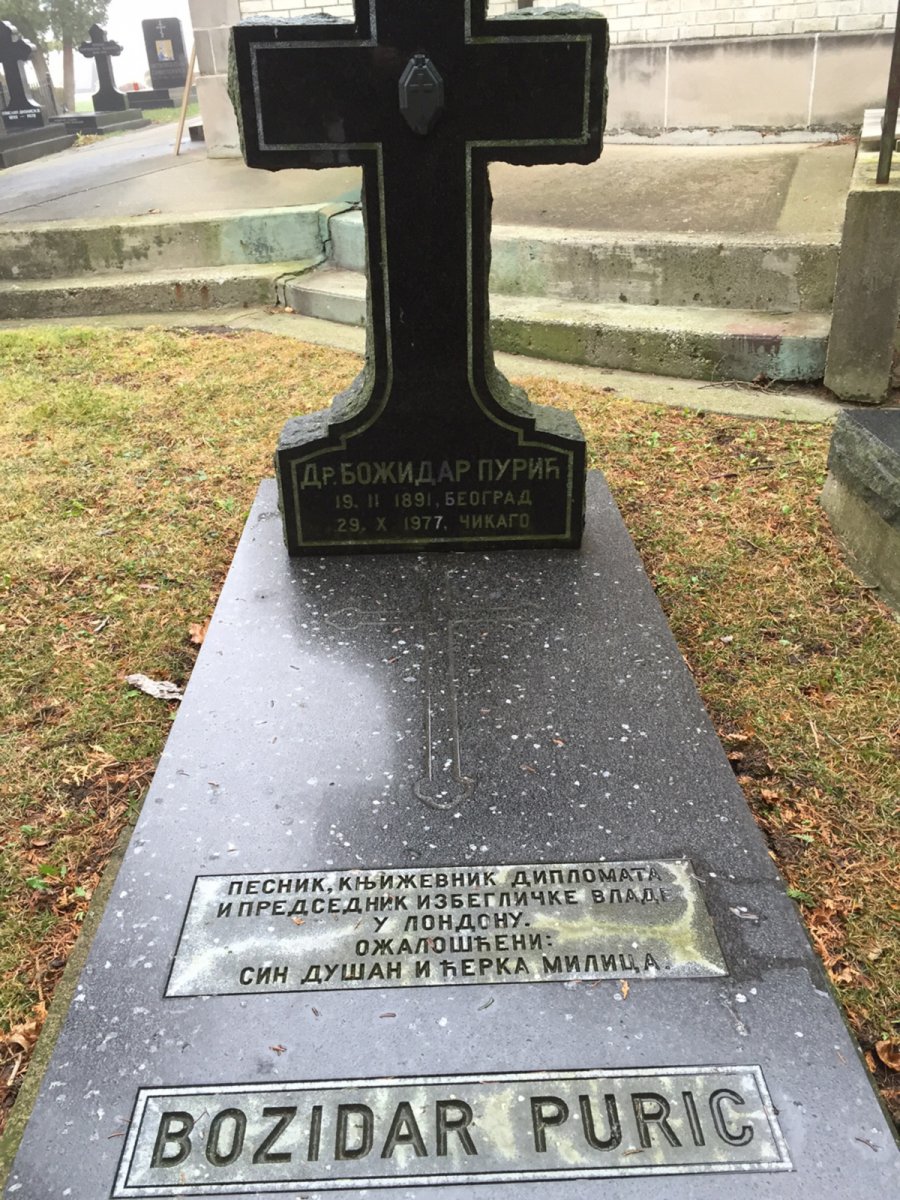 Др. БОЖИДАР ПУРИЋ
19. II 1891, БЕОГРАД
29. X 1977, ЧИКАГО
ПЕСНИК, КЊИЖЕВНИК ДИПЛОМАТА
И ПРЕДСЕДНИК ИЗБЕГЛИЧКЕ ВЛАДЕ
У ЛОНДОНУ.
ОЖАЛОШЋЕНИ:
СИН ДУШАН И ЋЕРКА МИЛИЦА.
BOZIDAR PURIC